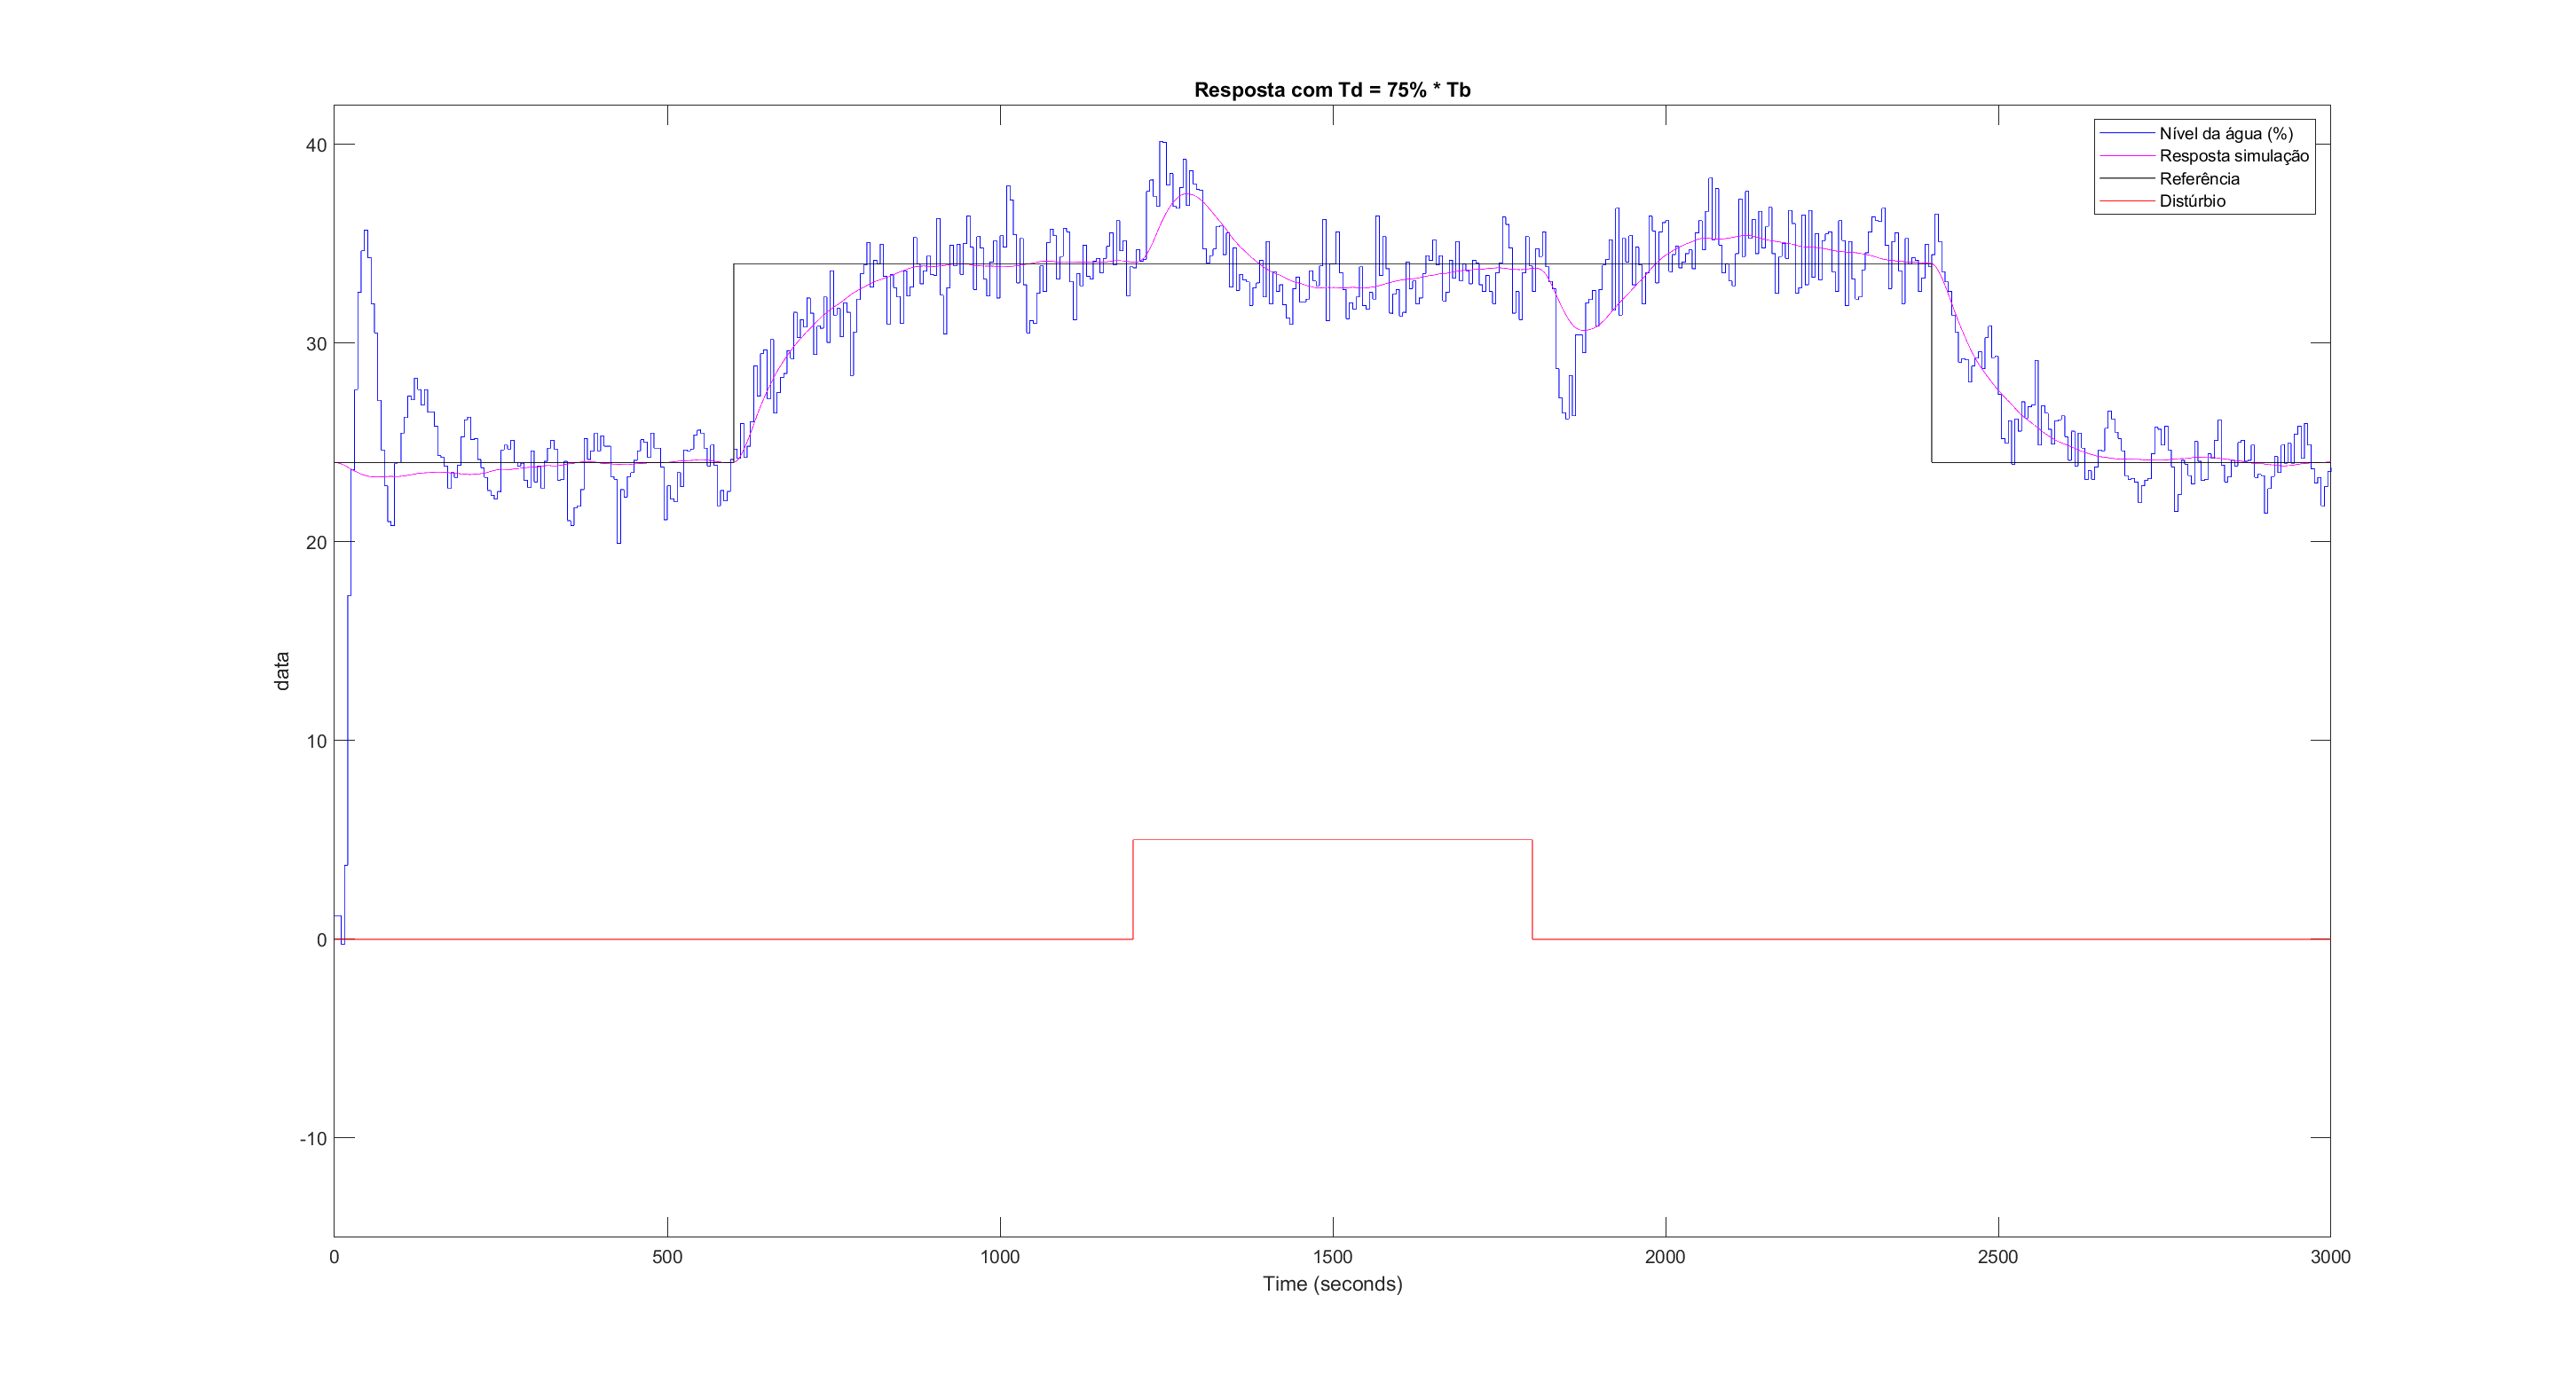 Resposta com Td = 75% * Tb
Nível da água (%)
Resposta simulação
Referência
Distúrbio
40
30
20
10
0
-10
data
0 500 1000 1500 2000 2500 3000
Time (seconds)